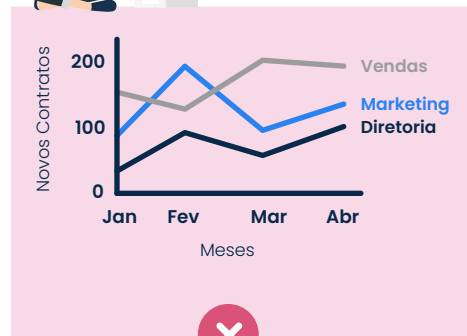 Novos Contratos
200
100
0
Vendas
Marketing
Diretoria
Jan Fev Mar Abr
Meses